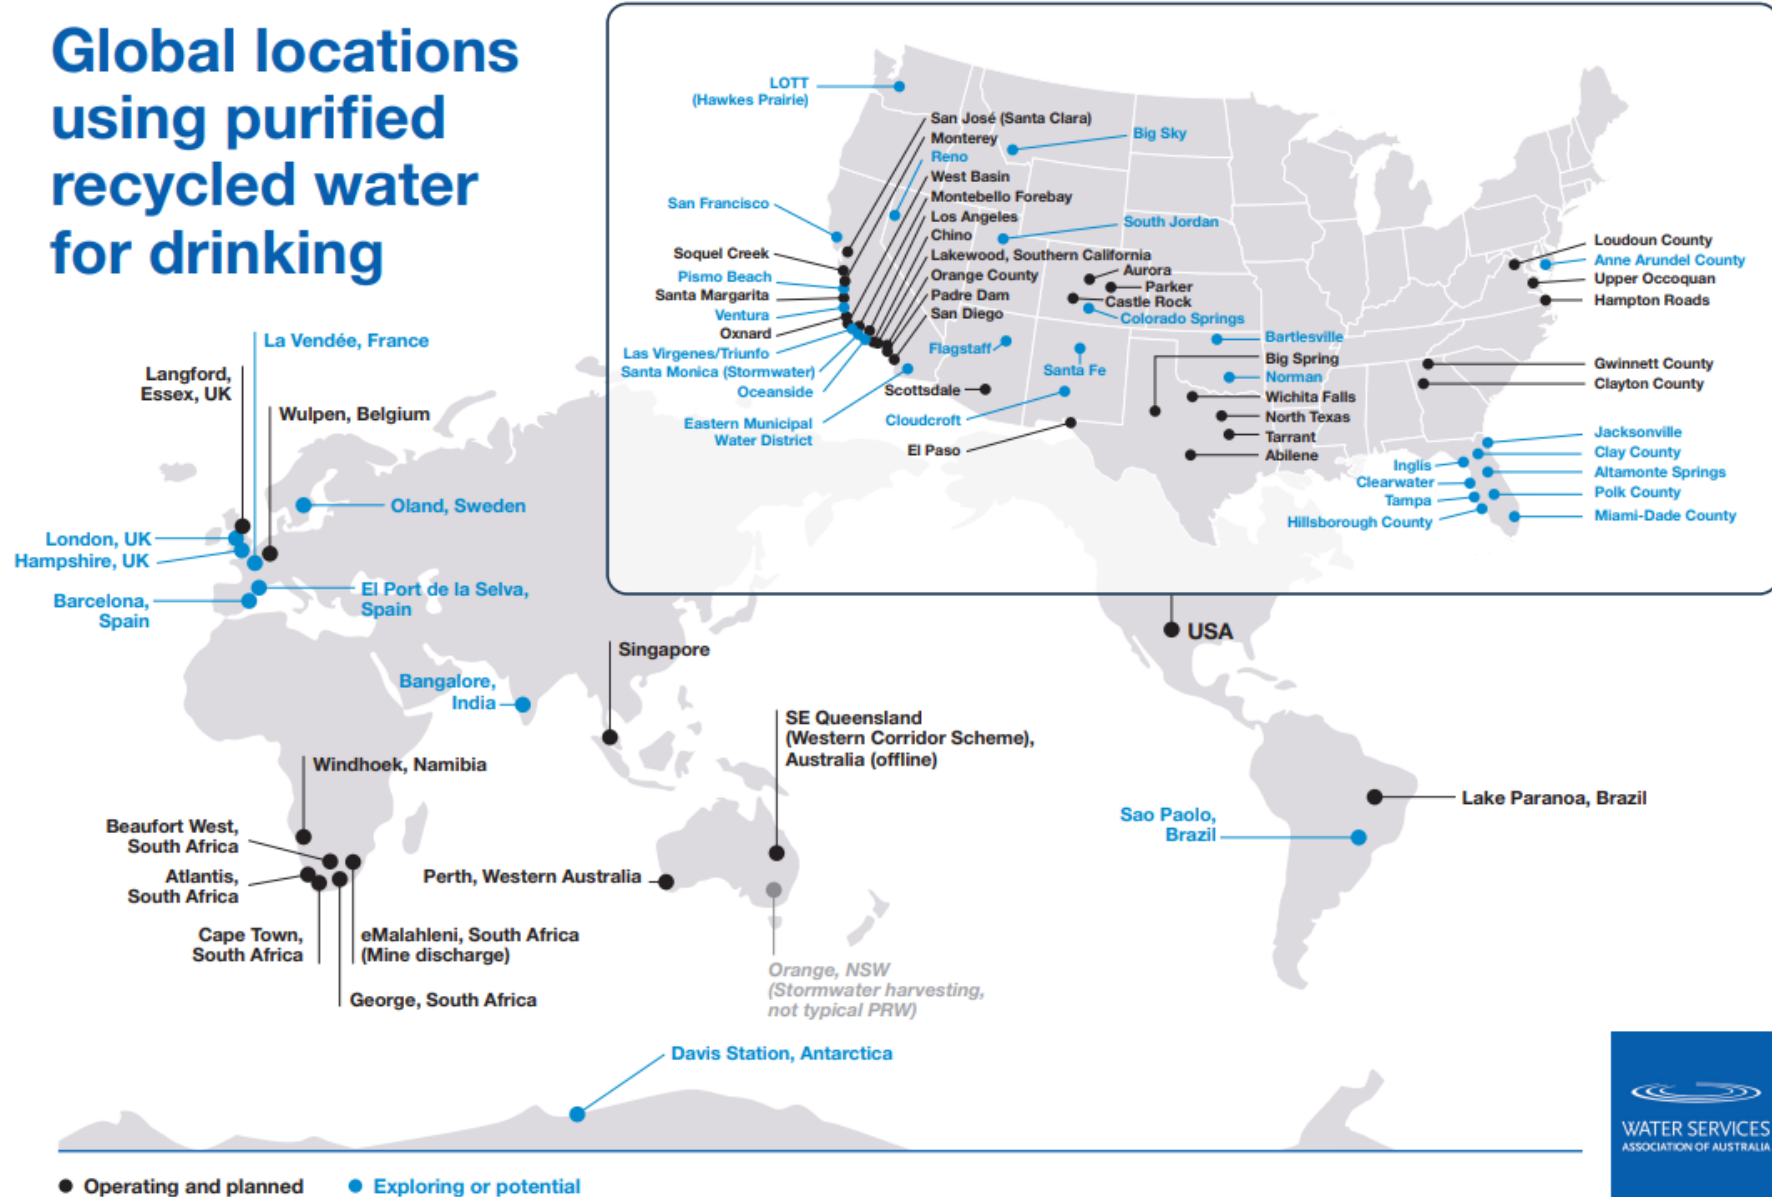 Global locations
using purified
recycled water
for drinking
LOTT
(Hawkes Prairie)
San José (Santa Clara)
Monterey
Reno
West Basin
Montebello Forebay
Los Angeles
Chino
Lakewood, Southern California
Orange County
Padre Dam
San Diego
Big Sky
San Francisco
South Jordan
Soquel Creek
Pismo Beach
Santa Margarita
Ventura
Oxnard
Las Virgenes/Triunfo
Santa Monica (Stormwater)
Oceanside
Eastern Municipal
Water District
Aurora
Parker
Castle Rock
Colorado Springs
Flagstaff
Santa Fe
Scottsdale
Cloudcroft
El Paso
Bartlesville
Big Spring
Norman
Wichita Falls
North Texas
Tarrant
Abilene
Loudoun County
Anne Arundel County
Upper Occoquan
Hampton Roads
Gwinnett County
Clayton County
Jacksonville
Clay County
Altamonte Springs
Polk County
Miami-Dade County
Inglis
Clearwater
Tampa
Hillsborough County
La Vendée, France
Langford,
Essex, UK
Wulpen, Belgium
Oland, Sweden
London, UK
Hampshire, UK
El Port de la Selva,
Spain
Barcelona,
Spain
USA
Singapore
Bangalore,
India
SE Queensland
(Western Corridor Scheme),
Australia (offline)
Windhoek, Namibia
Lake Paranoa, Brazil
Sao Paolo,
Brazil
Beaufort West,
South Africa
Atlantis,
South Africa
Perth, Western Australia
Cape Town,
South Africa
eMalahleni, South Africa
(Mine discharge)
George, South Africa
Orange, NSW
(Stormwater harvesting,
not typical PRW)
Davis Station, Antarctica
WATER SERVICES
ASSOCIATION OF AUSTRALIA
Operating and planned
Exploring or potential